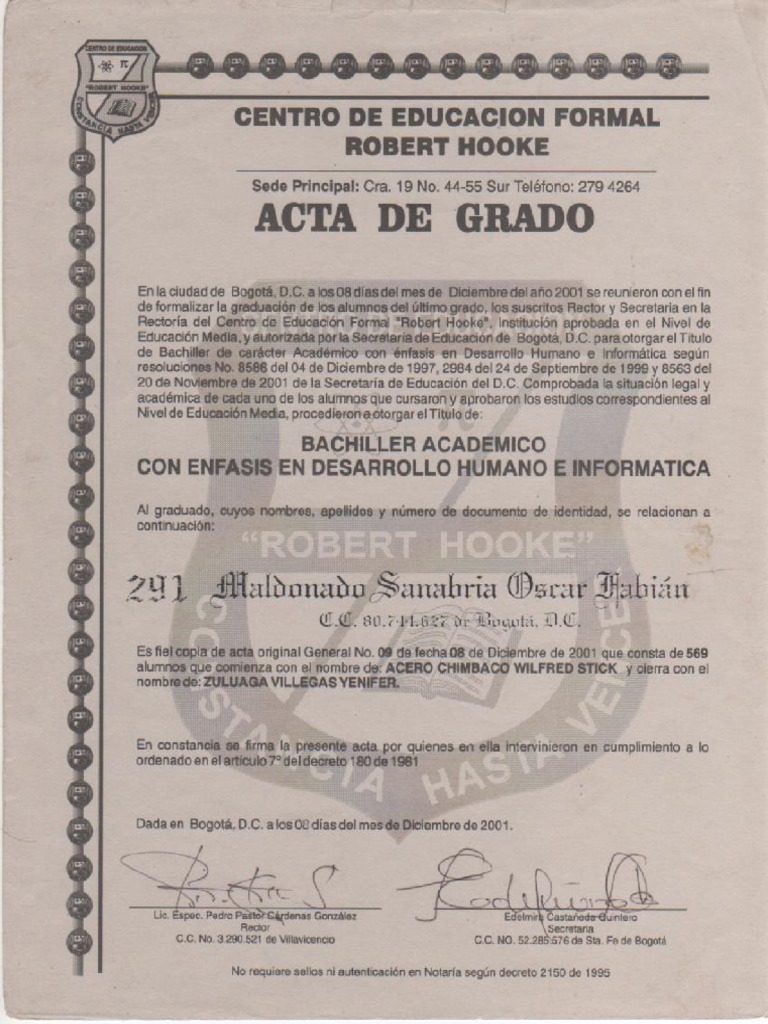 CENTRO DE EDUCACION
"ROBERT HOOKE"
CONSTANCIA HASTA VENCER
CENTRO DE EDUCACION FORMAL
ROBERT HOOKE
Sede Principal: Cra. 19 No. 44-55 Sur Teléfono: 279 4264
ACTA DE GRADO
En la ciudad de Bogotá, D.C. a los 08 días del mes de Diciembre del año 2001 se reunieron con el fin
de formalizar la graduación de los alumnos del último grado, los suscritos Rector y Secretaria en la
Rectoría del Centro de Educación Formal "Robert Hooke". Institución aprobada en el Nivel de
Educación Media, y autorizada por la Secretaría de Educación de Bogotá, D.C. para otorgar el Título
de Bachiller de carácter Académico con énfasis en Desarrollo Humano e Informática según
resoluciones No. 8586 del 04 de Diciembre de 1997, 2984 del 24 de Septiembre de 1999 y 8563 del
20 de Noviembre de 2001 de la Secretaría de Educación del D.C. Comprobada la situación legal y
académica de cada uno de los alumnos que cursaron y aprobaron los estudios correspondientes al
Nivel de Educación Media, procedieron a otorgar el Título de:
BACHILLER ACADEMICO
CON ENFASIS EN DESARROLLO HUMANO E INFORMATICA
Al graduado, cuyos nombres, apellidos y número de documento de identidad, se relacionan a
continuación:
"ROBERT HOOKE"
291 Maldonado Sanabria Oscar Fabián
C.C. 80.744.627 de Bogotá, D.C.
Es fiel copia de acta original General No. 09 de fecha 08 de Diciembre de 2001 que consta de 569
alumnos que comienza con el nombre de: ACERO CHIMBACO WILFRED STICK y cierra con el
nombre de: ZULUAGA VILLEGAS YENIFER.
CONSTANCIA HASTA VENCER
En constancia se firma la presente acta por quienes en ella intervinieron en cumplimiento a lo
ordenado en el artículo 7º del decreto 180 de 1981
Dada en Bogotá, D.C. a los 08 días del mes de Diciembre de 2001.
Lic. Espec. Pedro Pastor Cárdenas González
Rector
C.C. No. 3.290.521 de Villavicencio
Edelmira Castañeda Quintero
Secretaria
C.C. NO. 52.285.576 de Sta. Fe de Bogotá
No requiere sellos ni autenticación en Notaría según decreto 2150 de 1995